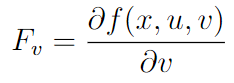 F_v = \frac{\partial f(x, u, v)}{\partial v}